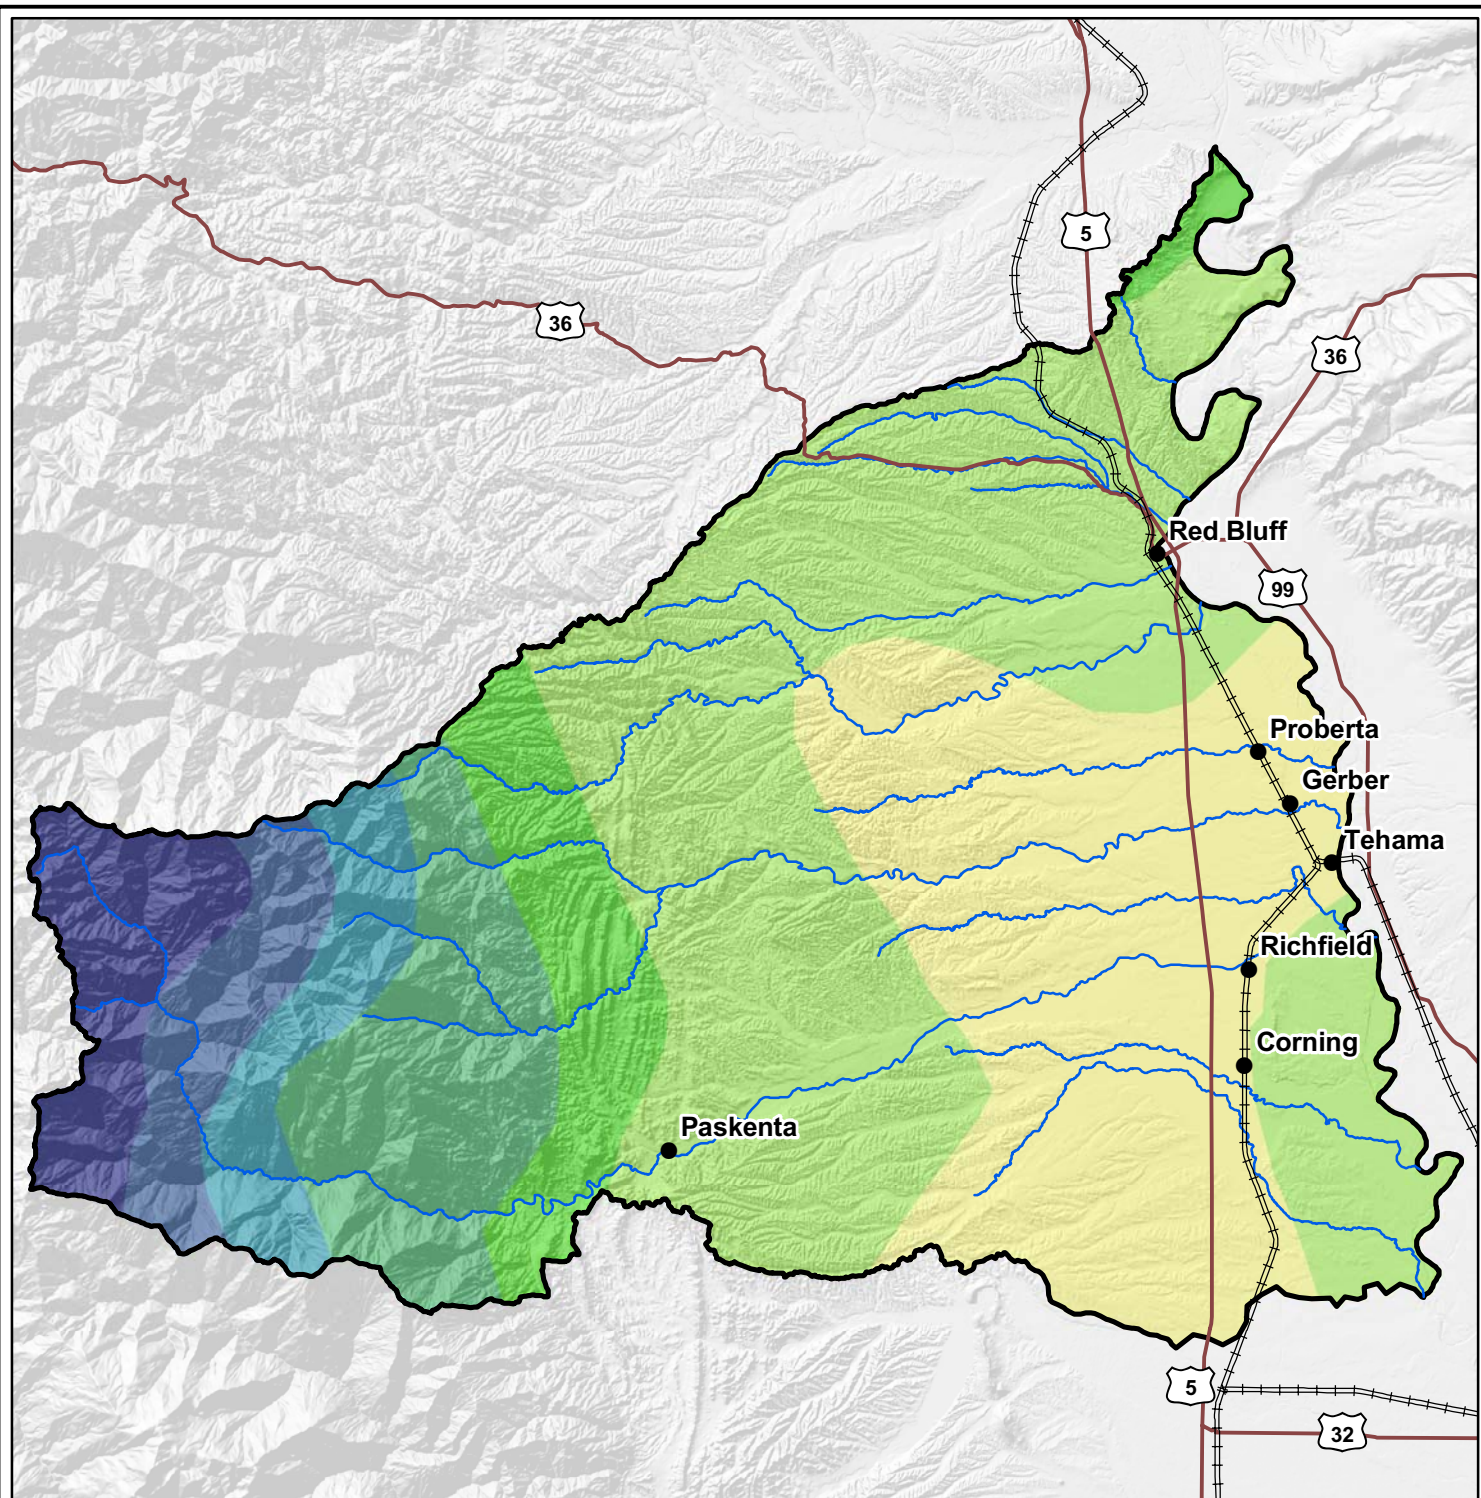 5
36
36
Red Bluff
99
Proberta
Gerber
Tehama
Richfield
Corning
Paskenta
5
32